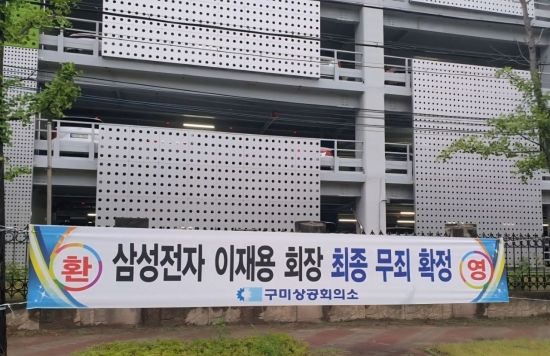 환 삼성전자 이재용 회장 최종 무죄 확정 영
구미상공회의소